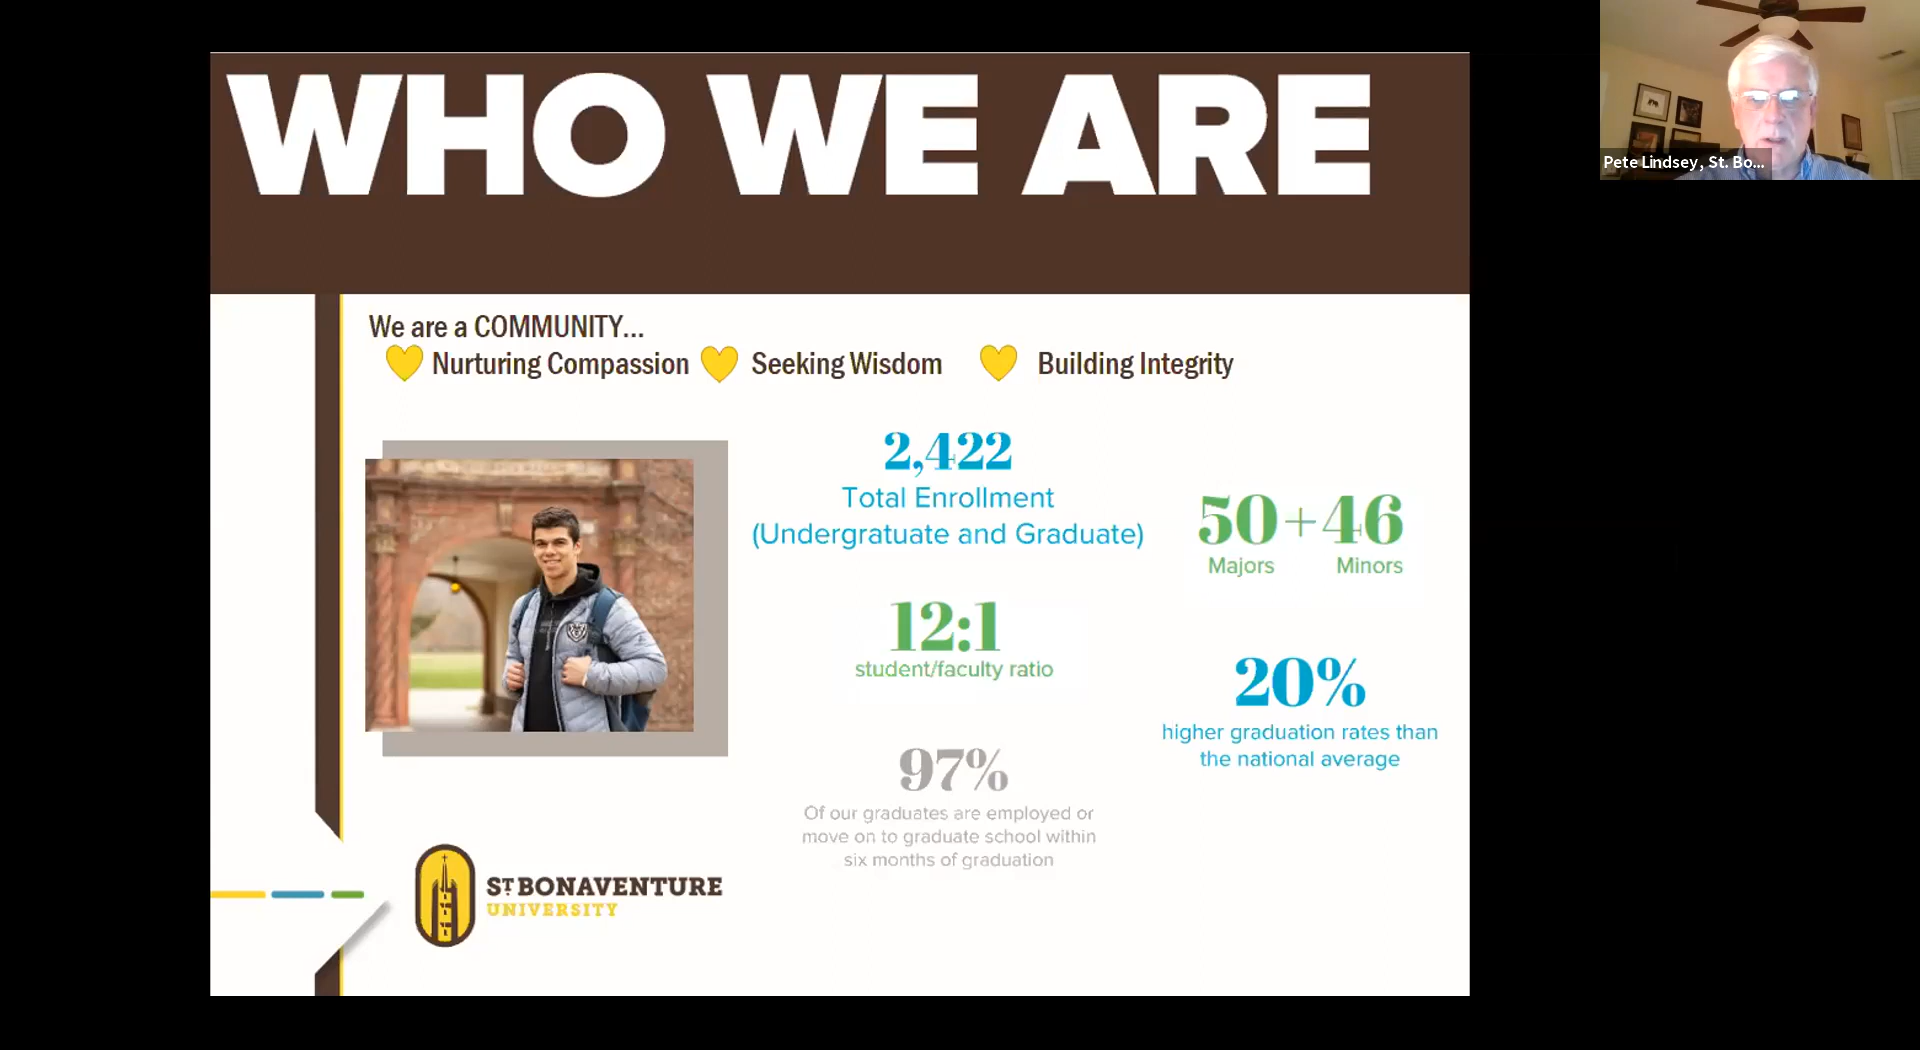 WHO WE ARE
Pete Lindsey, St. Bo...
We are a COMMUNITY...
Nurturing Compassion Seeking Wisdom Building Integrity
2,422
Total Enrollment
(Undergratuate and Graduate)
50+46
Majors Minors
12:1
student/faculty ratio
20%
higher graduation rates than
the national average
97%
Of our graduates are employed or
move on to graduate school within
six months of graduation
ST BONAVENTURE
UNIVERSITY